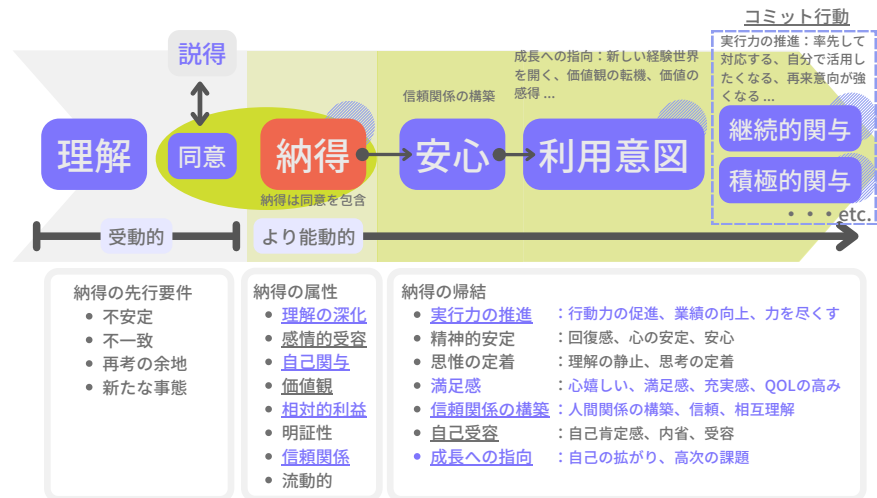 コミット行動
実行力の推進：率先して
対応する、自分で活用し
たくなる、再来意向が強
くなる ...
説得
成長への指向：新しい経験世界
を開く、価値観の転機、価値の
感得 ...
信頼関係の構築
理解
同意
納得
安心
利用意図
継続的関与
積極的関与
納得は同意を包含
・・・etc.
受動的
より能動的
納得の先行要件
不安定
不一致
再考の余地
新たな事態
納得の属性
理解の深化
感情的受容
自己関与
価値観
相対的利益
明証性
信頼関係
流動的
納得の帰結
実行力の推進 ：行動力の促進、業績の向上、力を尽くす
精神的安定 ：回復感、心の安定、安心
思惟の定着 ：理解の静止、思考の定着
満足感 ：心嬉しい、満足感、充実感、QOLの高み
信頼関係の構築 ：人間関係の構築、信頼、相互理解
自己受容 ：自己肯定感、内省、受容
成長への指向 ：自己の拡がり、高次の課題